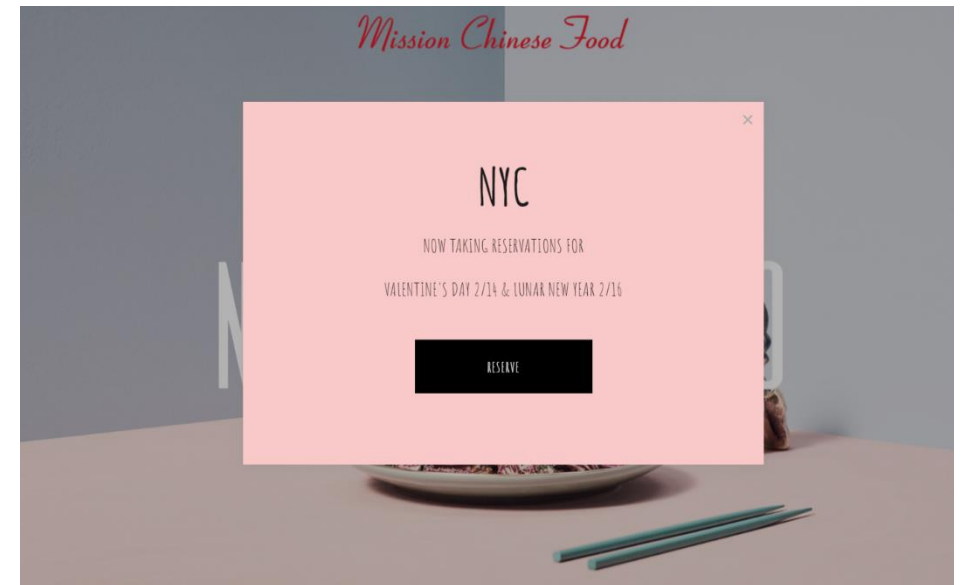 Mission Chinese Food
×
NYC
NOW TAKING RESERVATIONS FOR
VALENTINE'S DAY 2/14 & LUNAR NEW YEAR 2/16
RESERVE